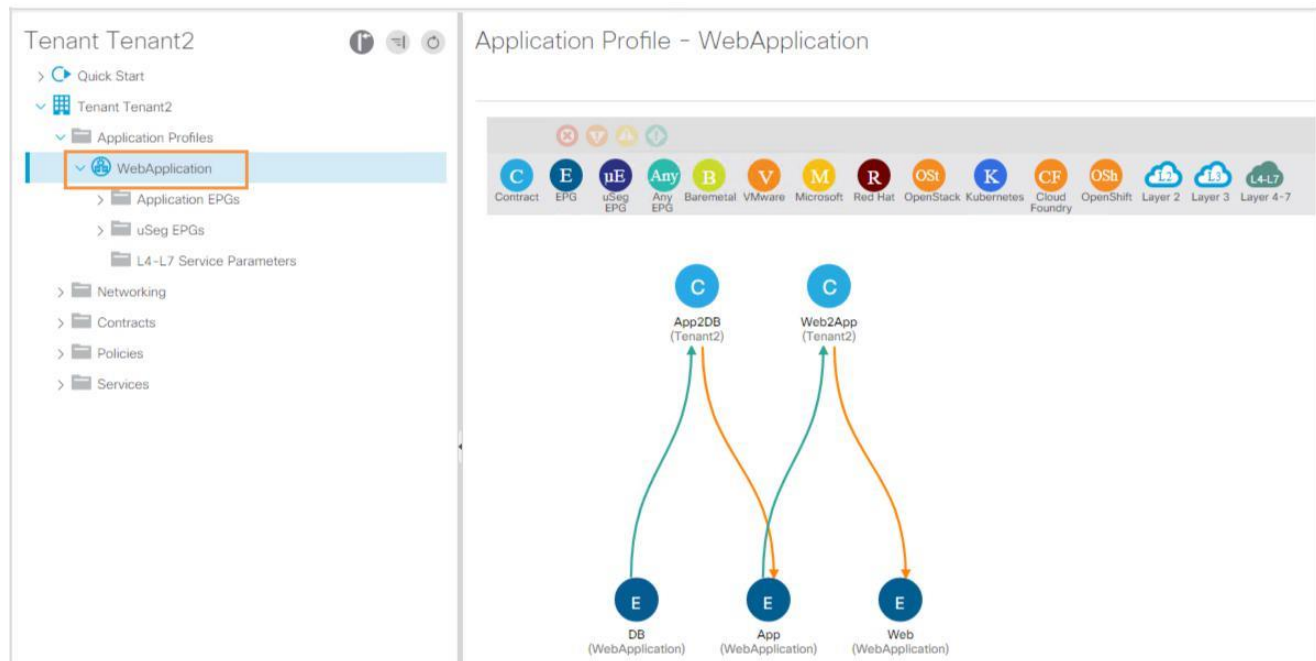 Tenant Tenant2
Quick Start
Tenant Tenant2
Application Profiles
WebApplication
Application EPGs
uSeg EPGs
L4-L7 Service Parameters
Networking
Contracts
Policies
Services
Application Profile - WebApplication
C E µE Any B V M R OSt K CF OSh L2 L3 L4-L7
Contract EPG uSeg EPG Any EPG Baremetal VMware Microsoft Red Hat OpenStack Kubernetes Cloud Foundry OpenShift Layer 2 Layer 3 Layer 4-7
C C
App2DB Web2App
(Tenant2) (Tenant2)
E E E
DB App Web
(WebApplication) (WebApplication) (WebApplication)